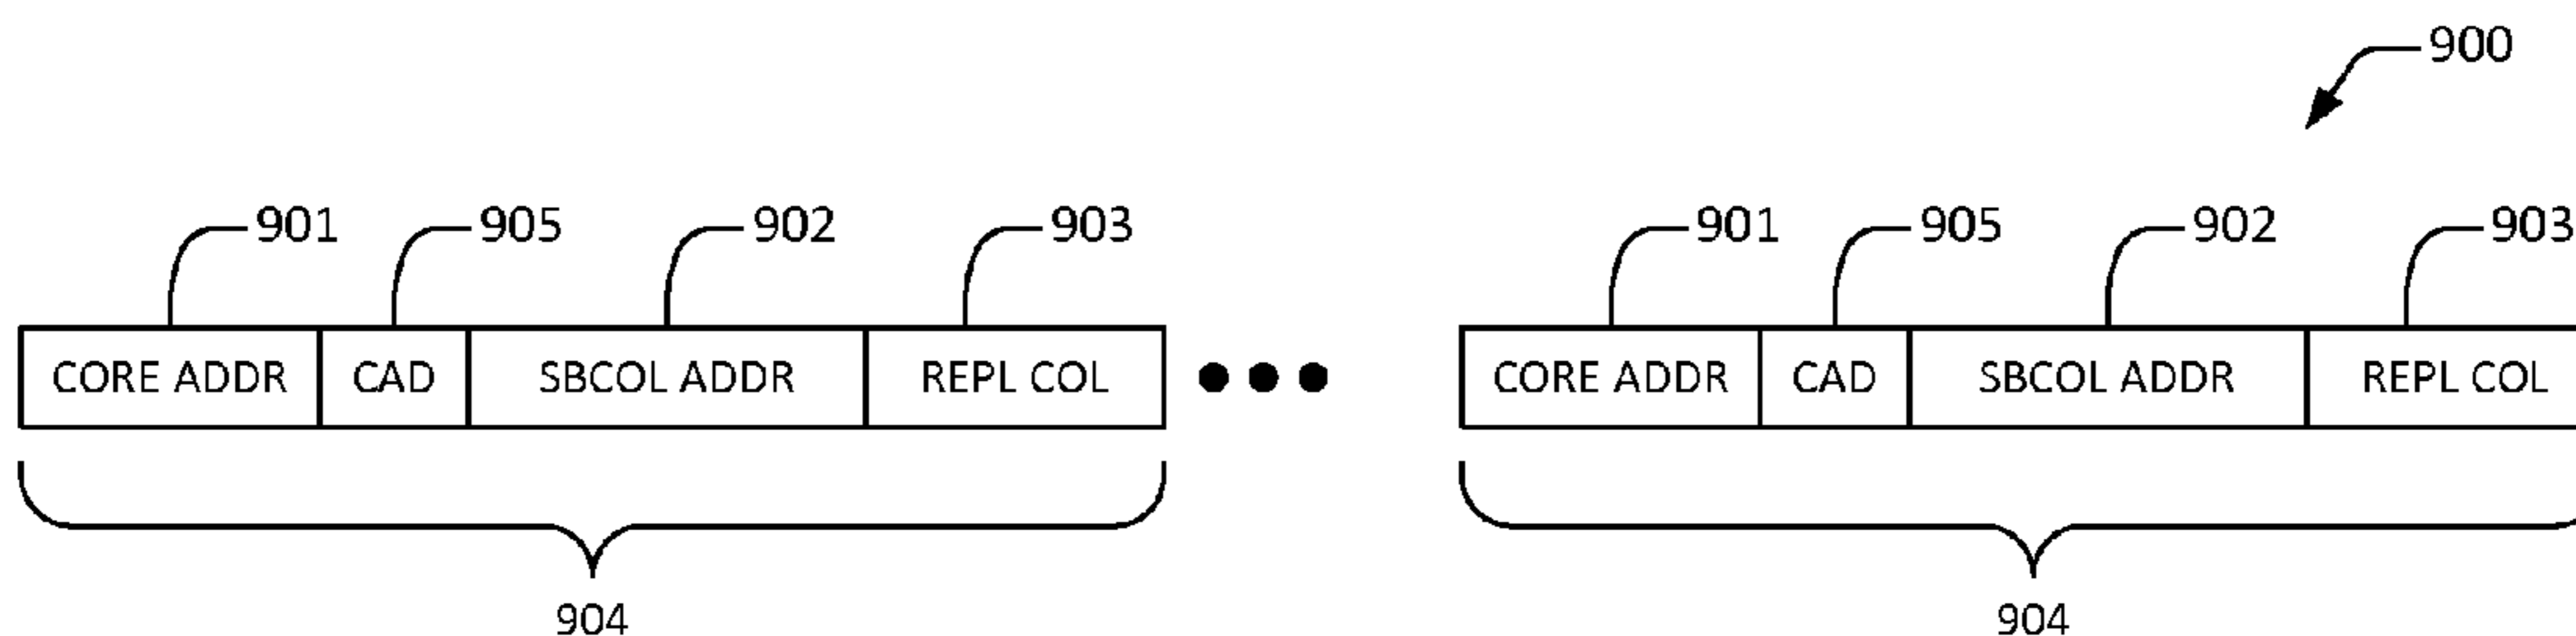 900
901 905 902 903 901 905 902 903
CORE ADDR CAD SBCOL ADDR REPL COL CORE ADDR CAD SBCOL ADDR REPL COL
904 904